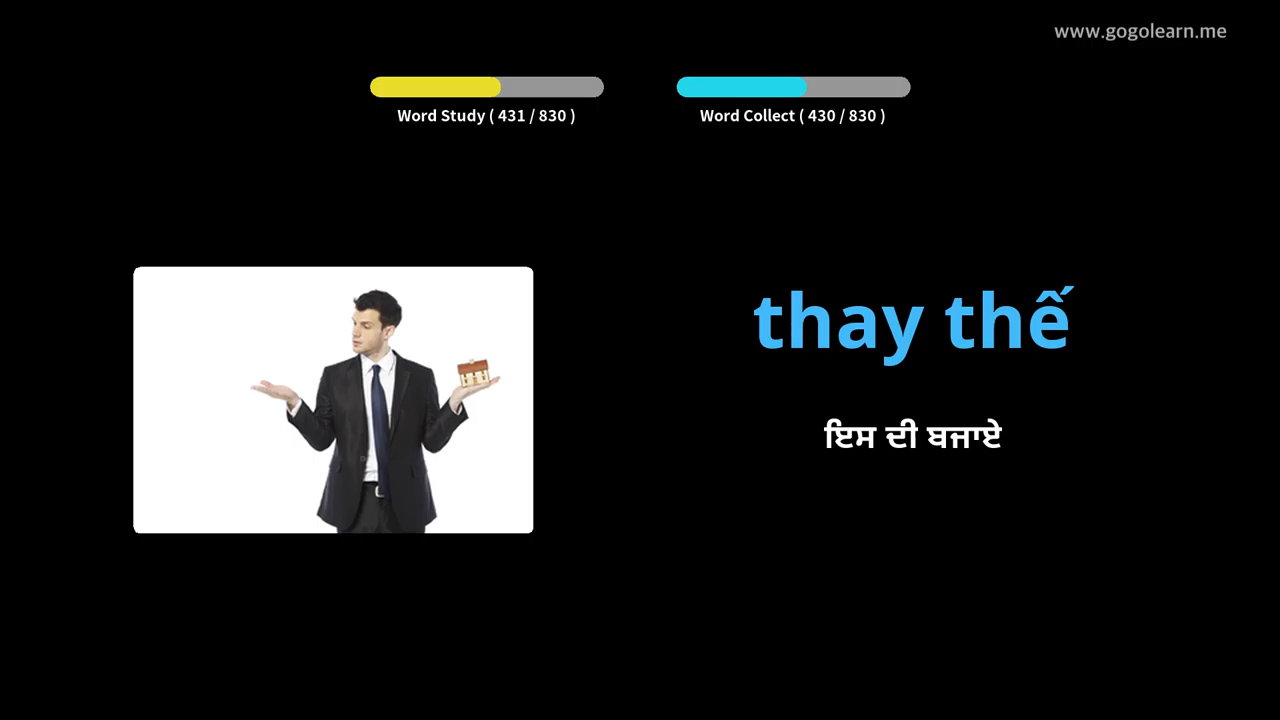 www.gogolearn.me
Word Study ( 431 / 830 )
Word Collect ( 430 / 830 )
thay thế
ਇਸ ਦੀ ਬਜਾਏ